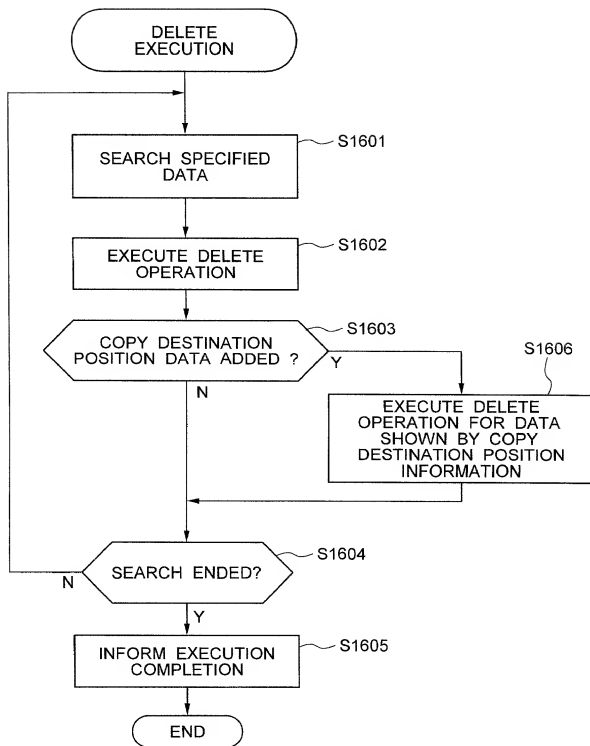 DELETE
EXECUTION
S1601
SEARCH SPECIFIED
DATA
S1602
EXECUTE DELETE
OPERATION
S1603
COPY DESTINATION
POSITION DATA ADDED ?
Y
N
S1606
EXECUTE DELETE
OPERATION FOR DATA
SHOWN BY COPY
DESTINATION POSITION
INFORMATION
S1604
SEARCH ENDED?
N
Y
S1605
INFORM EXECUTION
COMPLETION
END